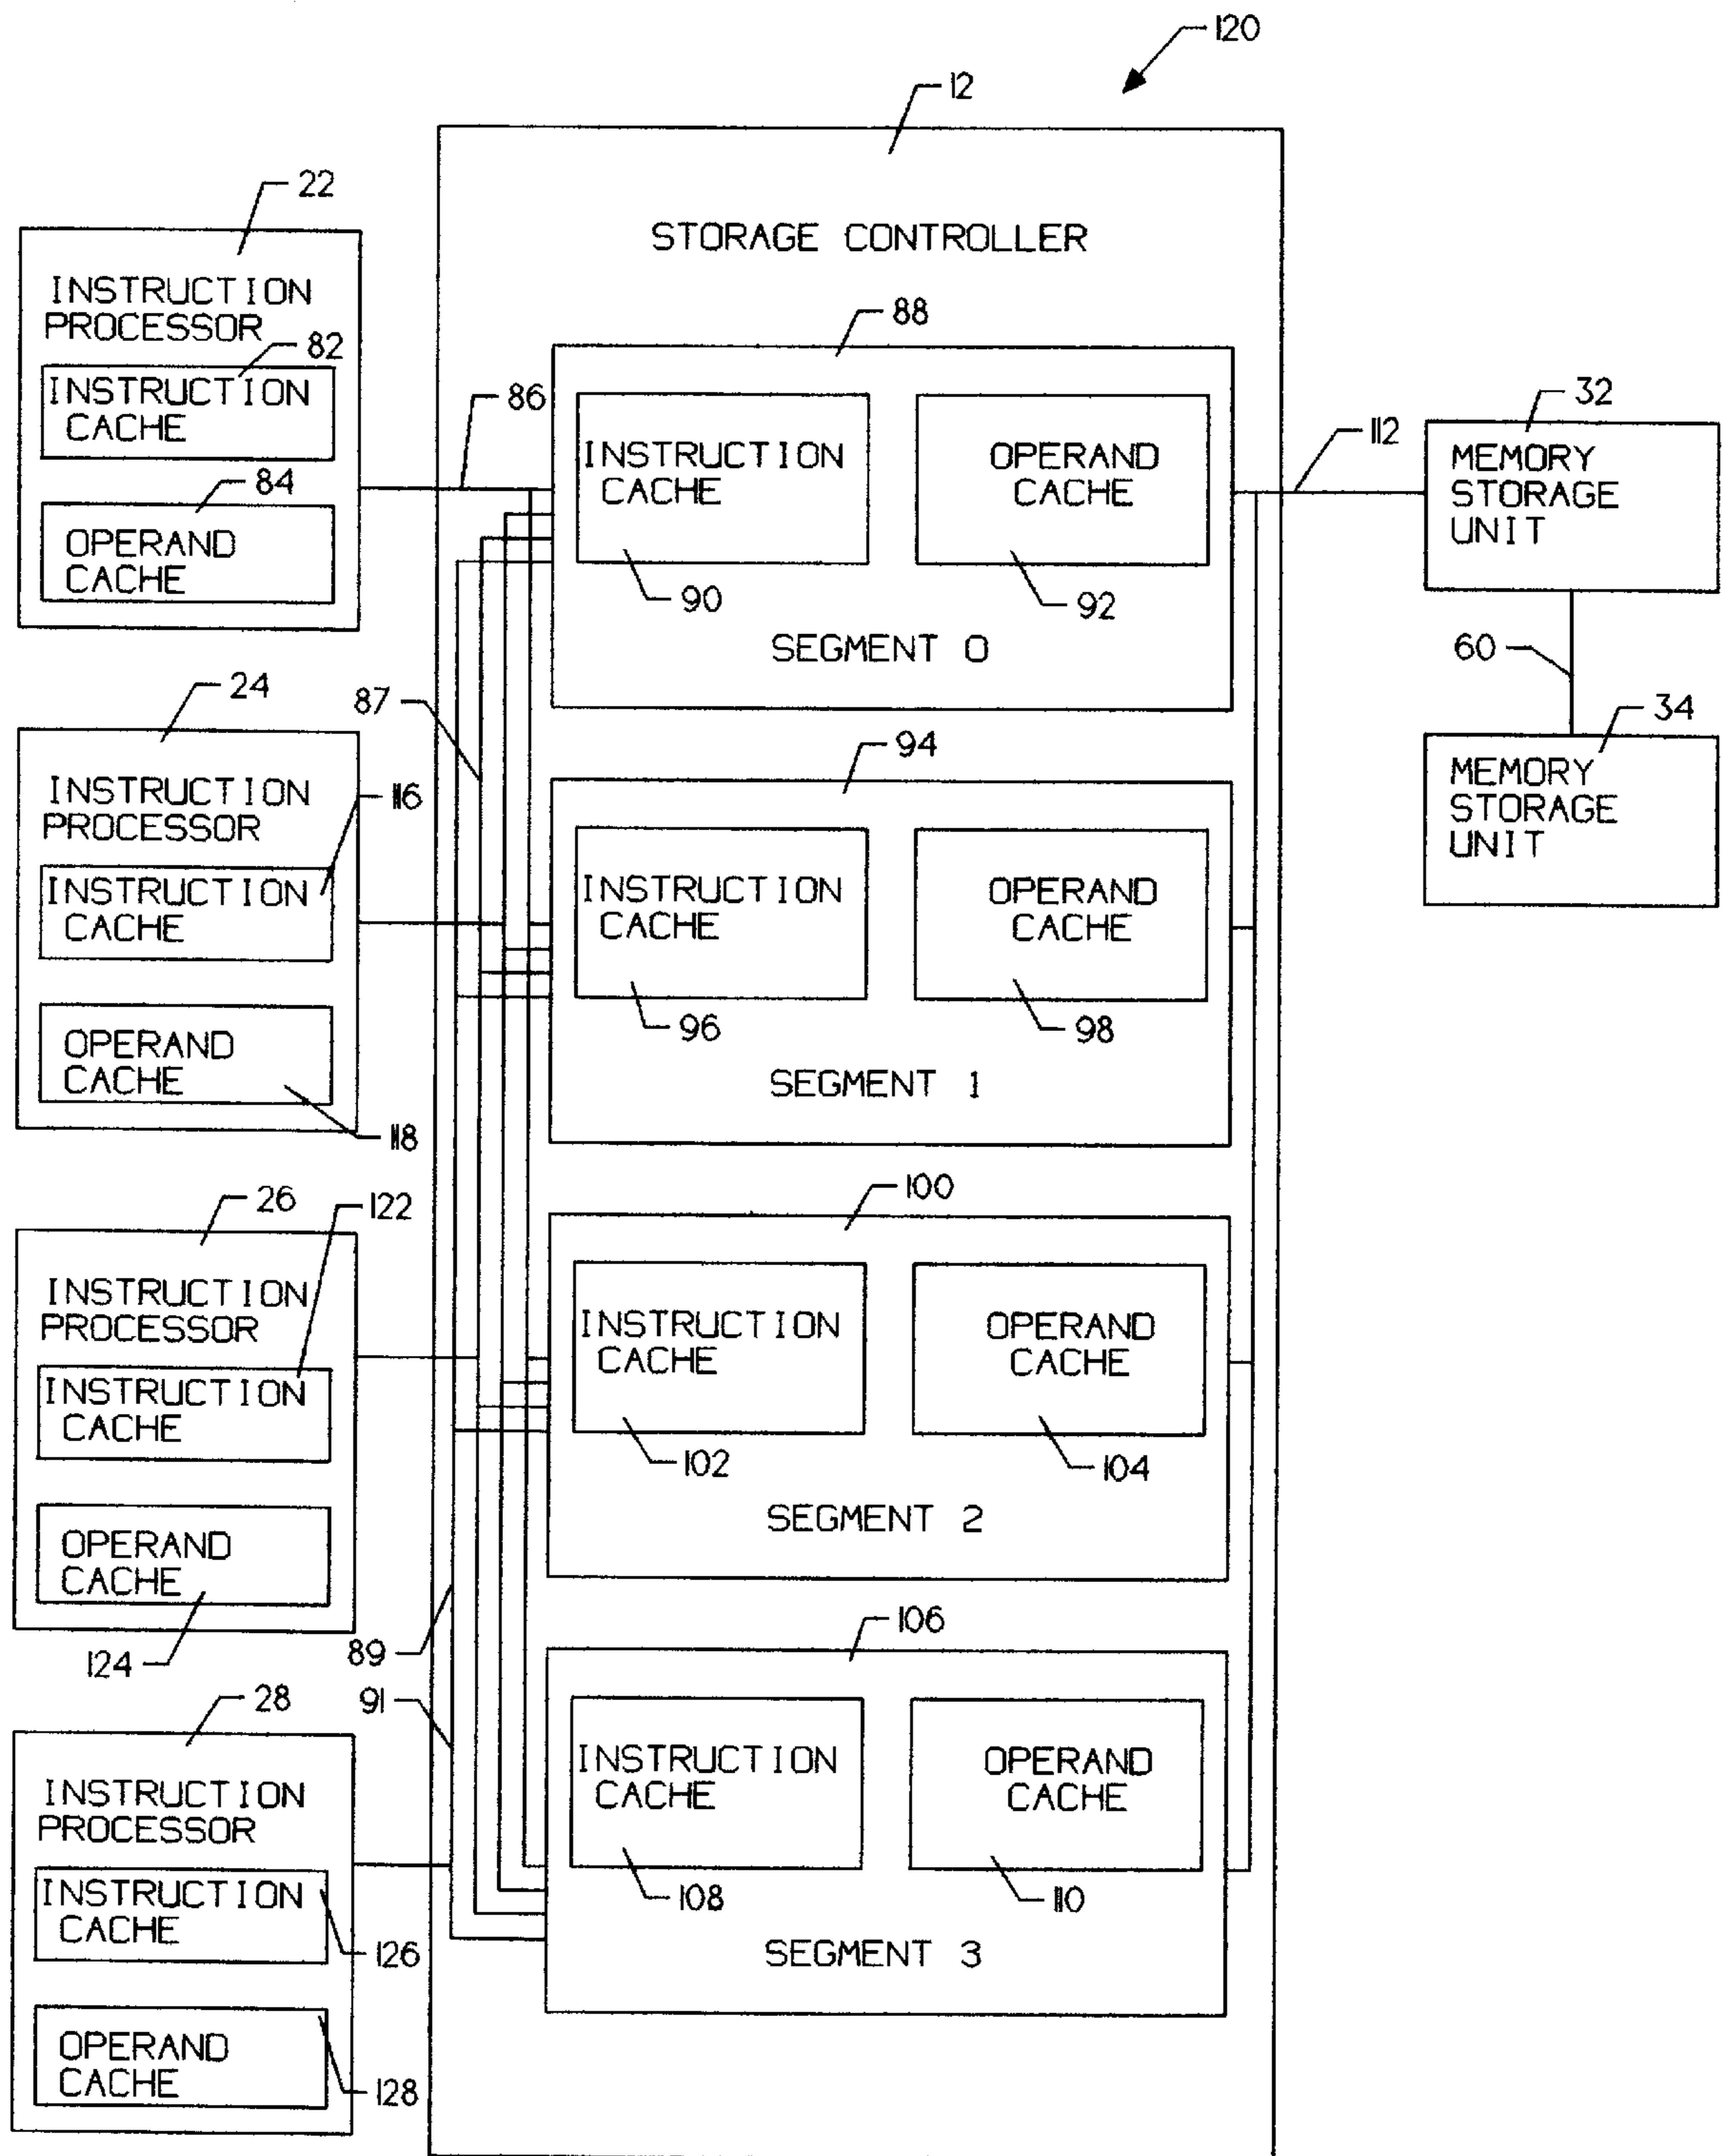 120
12
STORAGE CONTROLLER
22
INSTRUCTION
PROCESSOR
82
INSTRUCTION
CACHE
84
OPERAND
CACHE
86
88
INSTRUCTION
CACHE
90
OPERAND
CACHE
92
SEGMENT 0
112
32
MEMORY
STORAGE
UNIT
60
34
MEMORY
STORAGE
UNIT
24
INSTRUCTION
PROCESSOR
116
INSTRUCTION
CACHE
OPERAND
CACHE
118
87
94
INSTRUCTION
CACHE
96
OPERAND
CACHE
98
SEGMENT 1
26
122
INSTRUCTION
PROCESSOR
INSTRUCTION
CACHE
OPERAND
CACHE
124
89
100
INSTRUCTION
CACHE
102
OPERAND
CACHE
104
SEGMENT 2
28
91
INSTRUCTION
PROCESSOR
INSTRUCTION
CACHE
126
OPERAND
CACHE
128
106
INSTRUCTION
CACHE
108
OPERAND
CACHE
110
SEGMENT 3